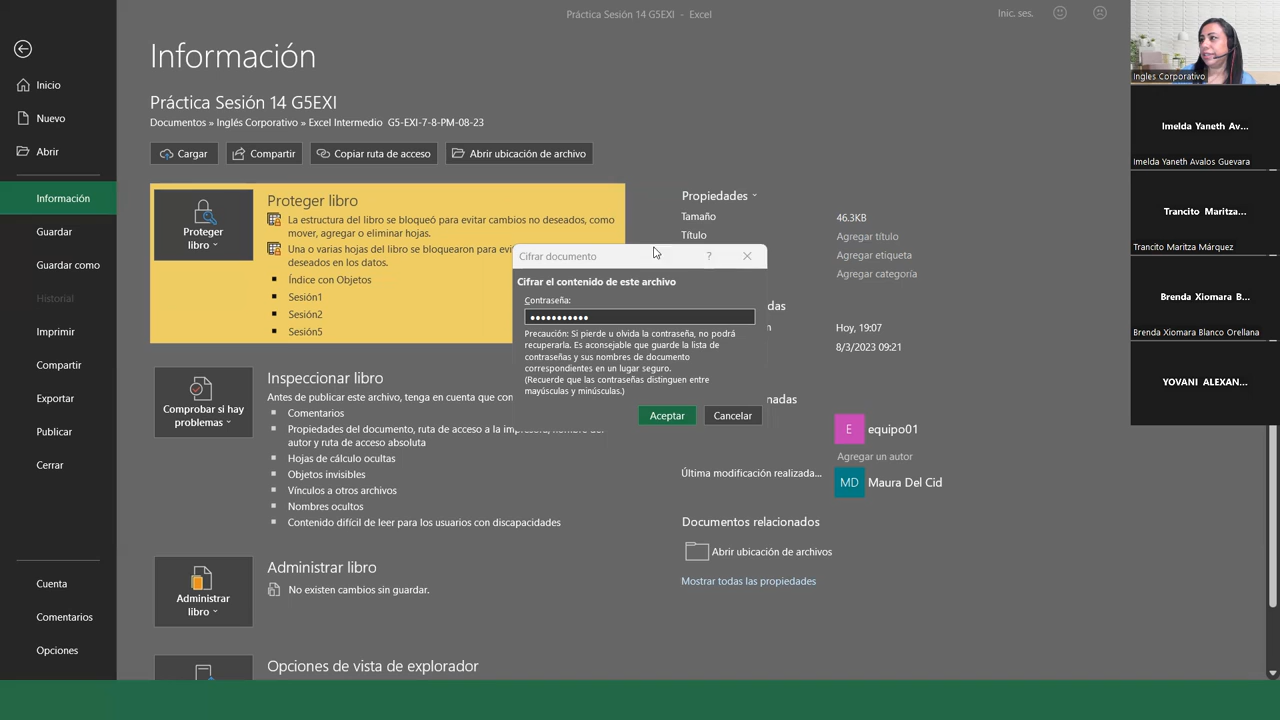 Práctica Sesión 14 G5EXI - Excel
Inic. ses.
Información
Inicio
Nuevo
Abrir
Información
Guardar
Guardar como
Historial
Imprimir
Compartir
Exportar
Publicar
Cerrar
Cuenta
Comentarios
Opciones
Práctica Sesión 14 G5EXI
Documentos » Inglés Corporativo » Excel Intermedio G5-EXI-7-8-PM-08-23
Cargar
Compartir
Copiar ruta de acceso
Abrir ubicación de archivo
Proteger
libro
Proteger libro
La estructura del libro se bloqueó para evitar cambios no deseados, como
mover, agregar o eliminar hojas.
Una o varias hojas del libro se bloquearon para evi
deseados en los datos.
Índice con Objetos
Sesión1
Sesión2
Sesión5
Comprobar si hay
problemas
Inspeccionar libro
Antes de publicar este archivo, tenga en cuenta que con
Comentarios
Propiedades del documento, ruta de acceso a la impresora, nombre del
autor y ruta de acceso absoluta
Hojas de cálculo ocultas
Objetos invisibles
Vínculos a otros archivos
Nombres ocultos
Contenido difícil de leer para los usuarios con discapacidades
Administrar
libro
Administrar libro
No existen cambios sin guardar.
Opciones de vista de explorador
Cifrar documento
?
Cifrar el contenido de este archivo
Contraseña:
Precaución: Si pierde u olvida la contraseña, no podrá
recuperarla. Es aconsejable que guarde la lista de
contraseñas y sus nombres de documento
correspondientes en un lugar seguro.
(Recuerde que las contraseñas distinguen entre
mayúsculas y minúsculas.)
Aceptar
Cancelar
Propiedades
Tamaño
46.3KB
Título
Agregar título
Agregar etiqueta
Agregar categoría
das
n
Hoy, 19:07
8/3/2023 09:21
nadas
E
equipo01
Agregar un autor
Última modificación realizada...
MD
Maura Del Cid
Documentos relacionados
Abrir ubicación de archivos
Mostrar todas las propiedades
Ingles Corporativo
Imelda Yaneth Av...
Imelda Yaneth Avalos Guevara
Trancito Maritza...
Trancito Maritza Márquez
Brenda Xiomara B...
Brenda Xiomara Blanco Orellana
YOVANI ALEXAN...